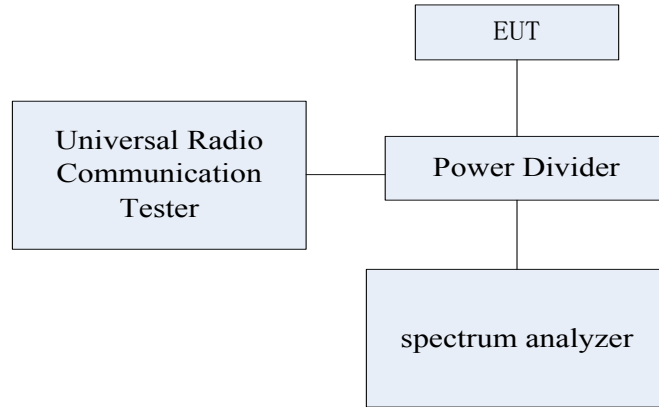 EUT
Universal Radio
Communication
Tester
Power Divider
spectrum analyzer